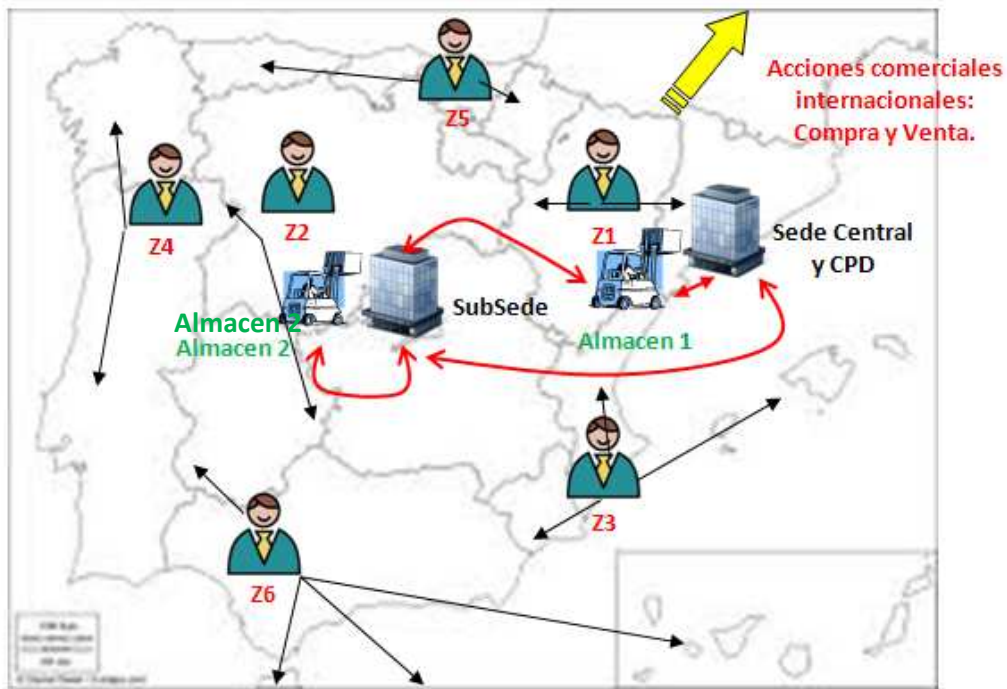 Acciones comerciales
internacionales:
Compra y Venta.
Z5
Z4
Z2
Z1
Sede Central
y CPD
SubSede
Almacen 2
Almacen 2
Almacen 1
Z3
Z6